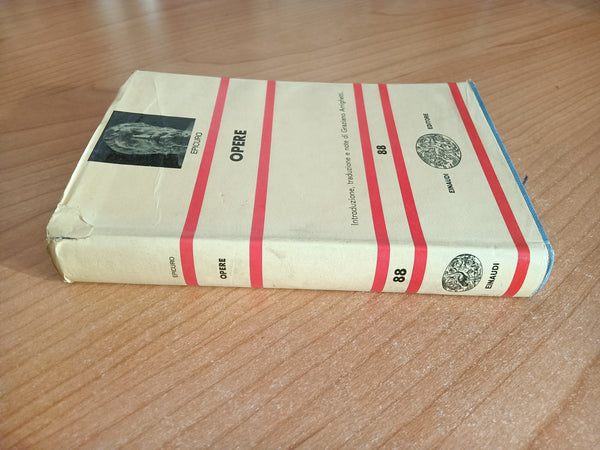 EPICURO
OPERE
Introduzione, traduzione e note di Graziano Arrighetti.
88
EINAUDI
EDITORE
EPICURO
OPERE
88
EINAUDI